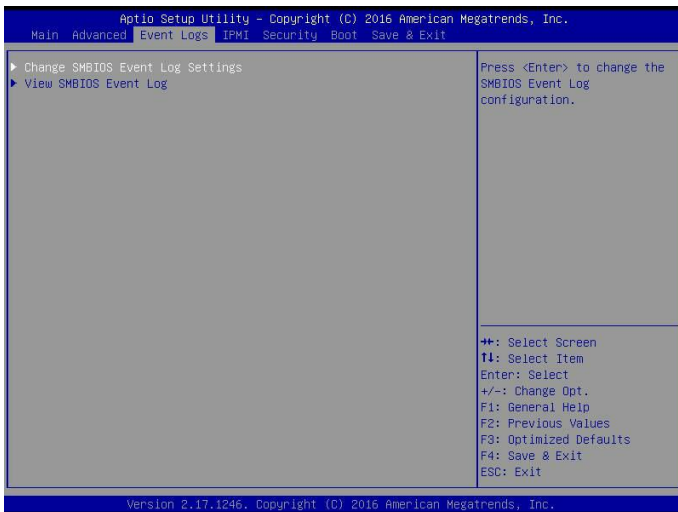 Aptio Setup Utility – Copyright (C) 2016 American Megatrends, Inc.
Main Advanced Event Logs IPMI Security Boot Save & Exit
▶ Change SMBIOS Event Log Settings
▶ View SMBIOS Event Log
Press <Enter> to change the
SMBIOS Event Log
configuration.
→←: Select Screen
↑↓: Select Item
Enter: Select
+/-: Change Opt.
F1: General Help
F2: Previous Values
F3: Optimized Defaults
F4: Save & Exit
ESC: Exit
Version 2.17.1246. Copyright (C) 2016 American Megatrends, Inc.